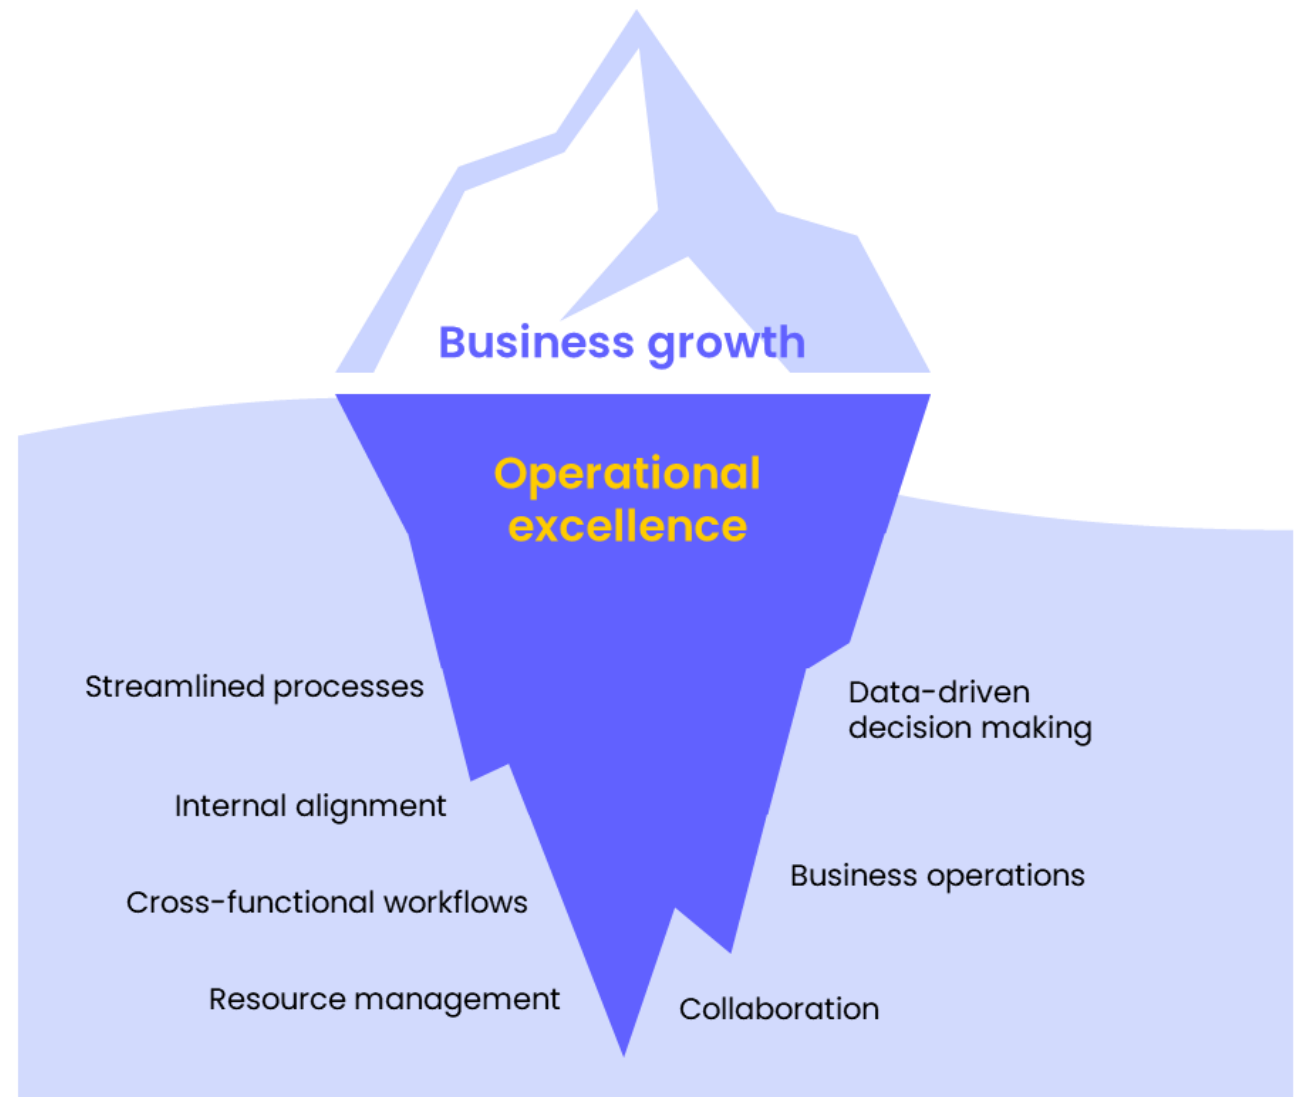 Business growth
Operational
excellence
Streamlined processes
Data-driven
decision making
Internal alignment
Business operations
Cross-functional workflows
Resource management
Collaboration